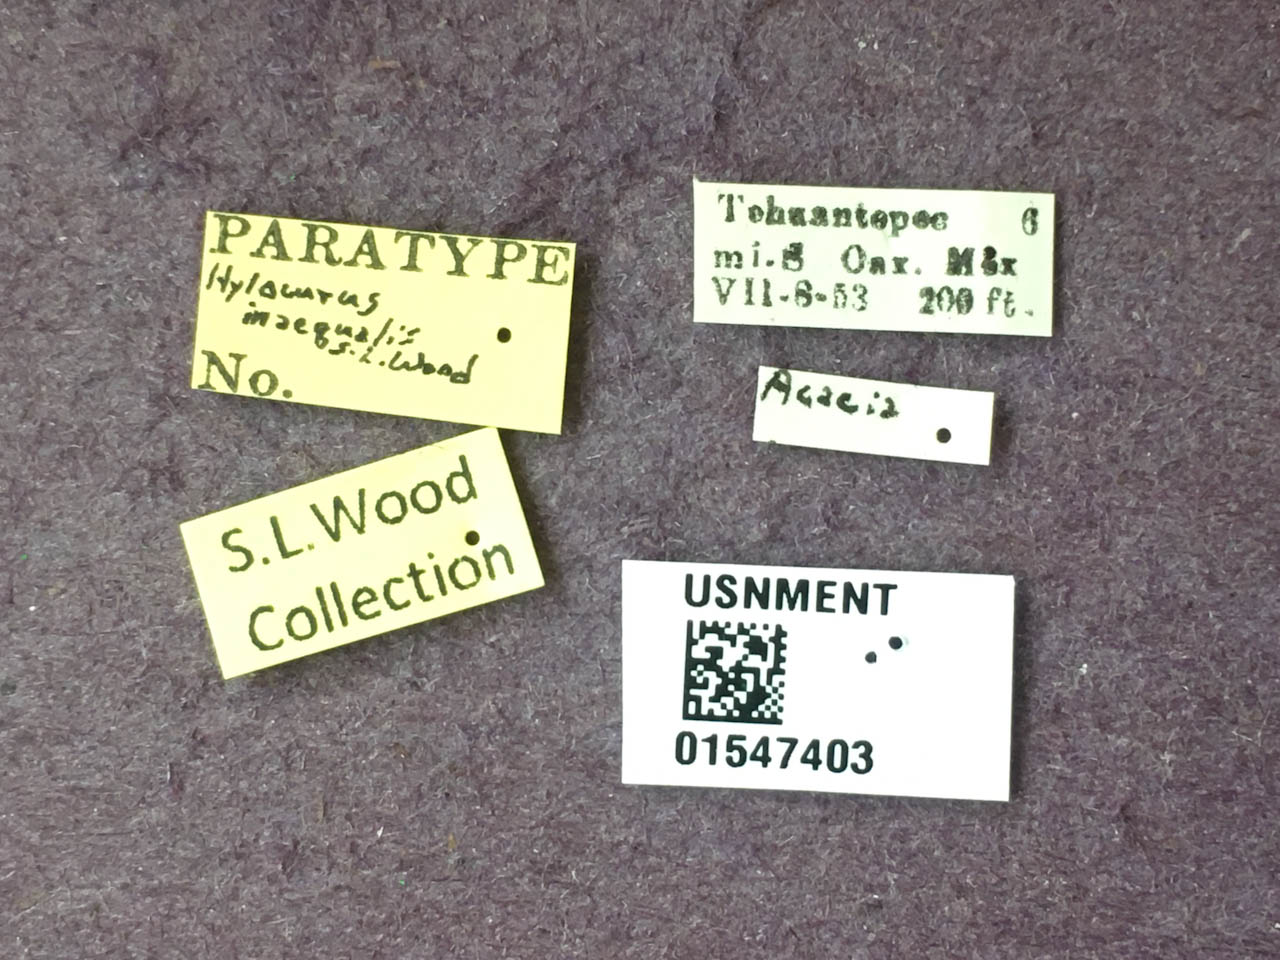 PARATYPE
Hylocurus
inaequalis
S.L.Wood
No.
S.L.Wood
Collection
Tehuantepec 6
mi.S Oax. Méx
VII-6-53 200 ft.
Acacia
USNMENT
01547403